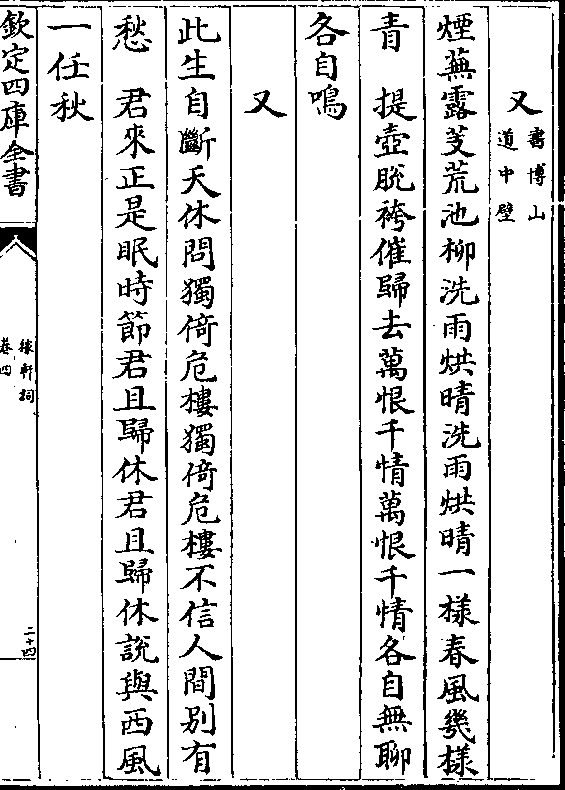 又書博山道中壁
煙蕪露芰荒池柳洗雨烘晴洗雨烘晴一樣春風幾樣
青　提壺脫袴催歸去萬恨千情萬恨千情各自無聊
各自鳴
又
此生自斷天休問獨倚危樓獨倚危樓不信人間別有
愁　君來正是眠時節君且歸休君且歸休說與西風
一任秋
欽定四庫全書
稼軒詞
卷四
二十四